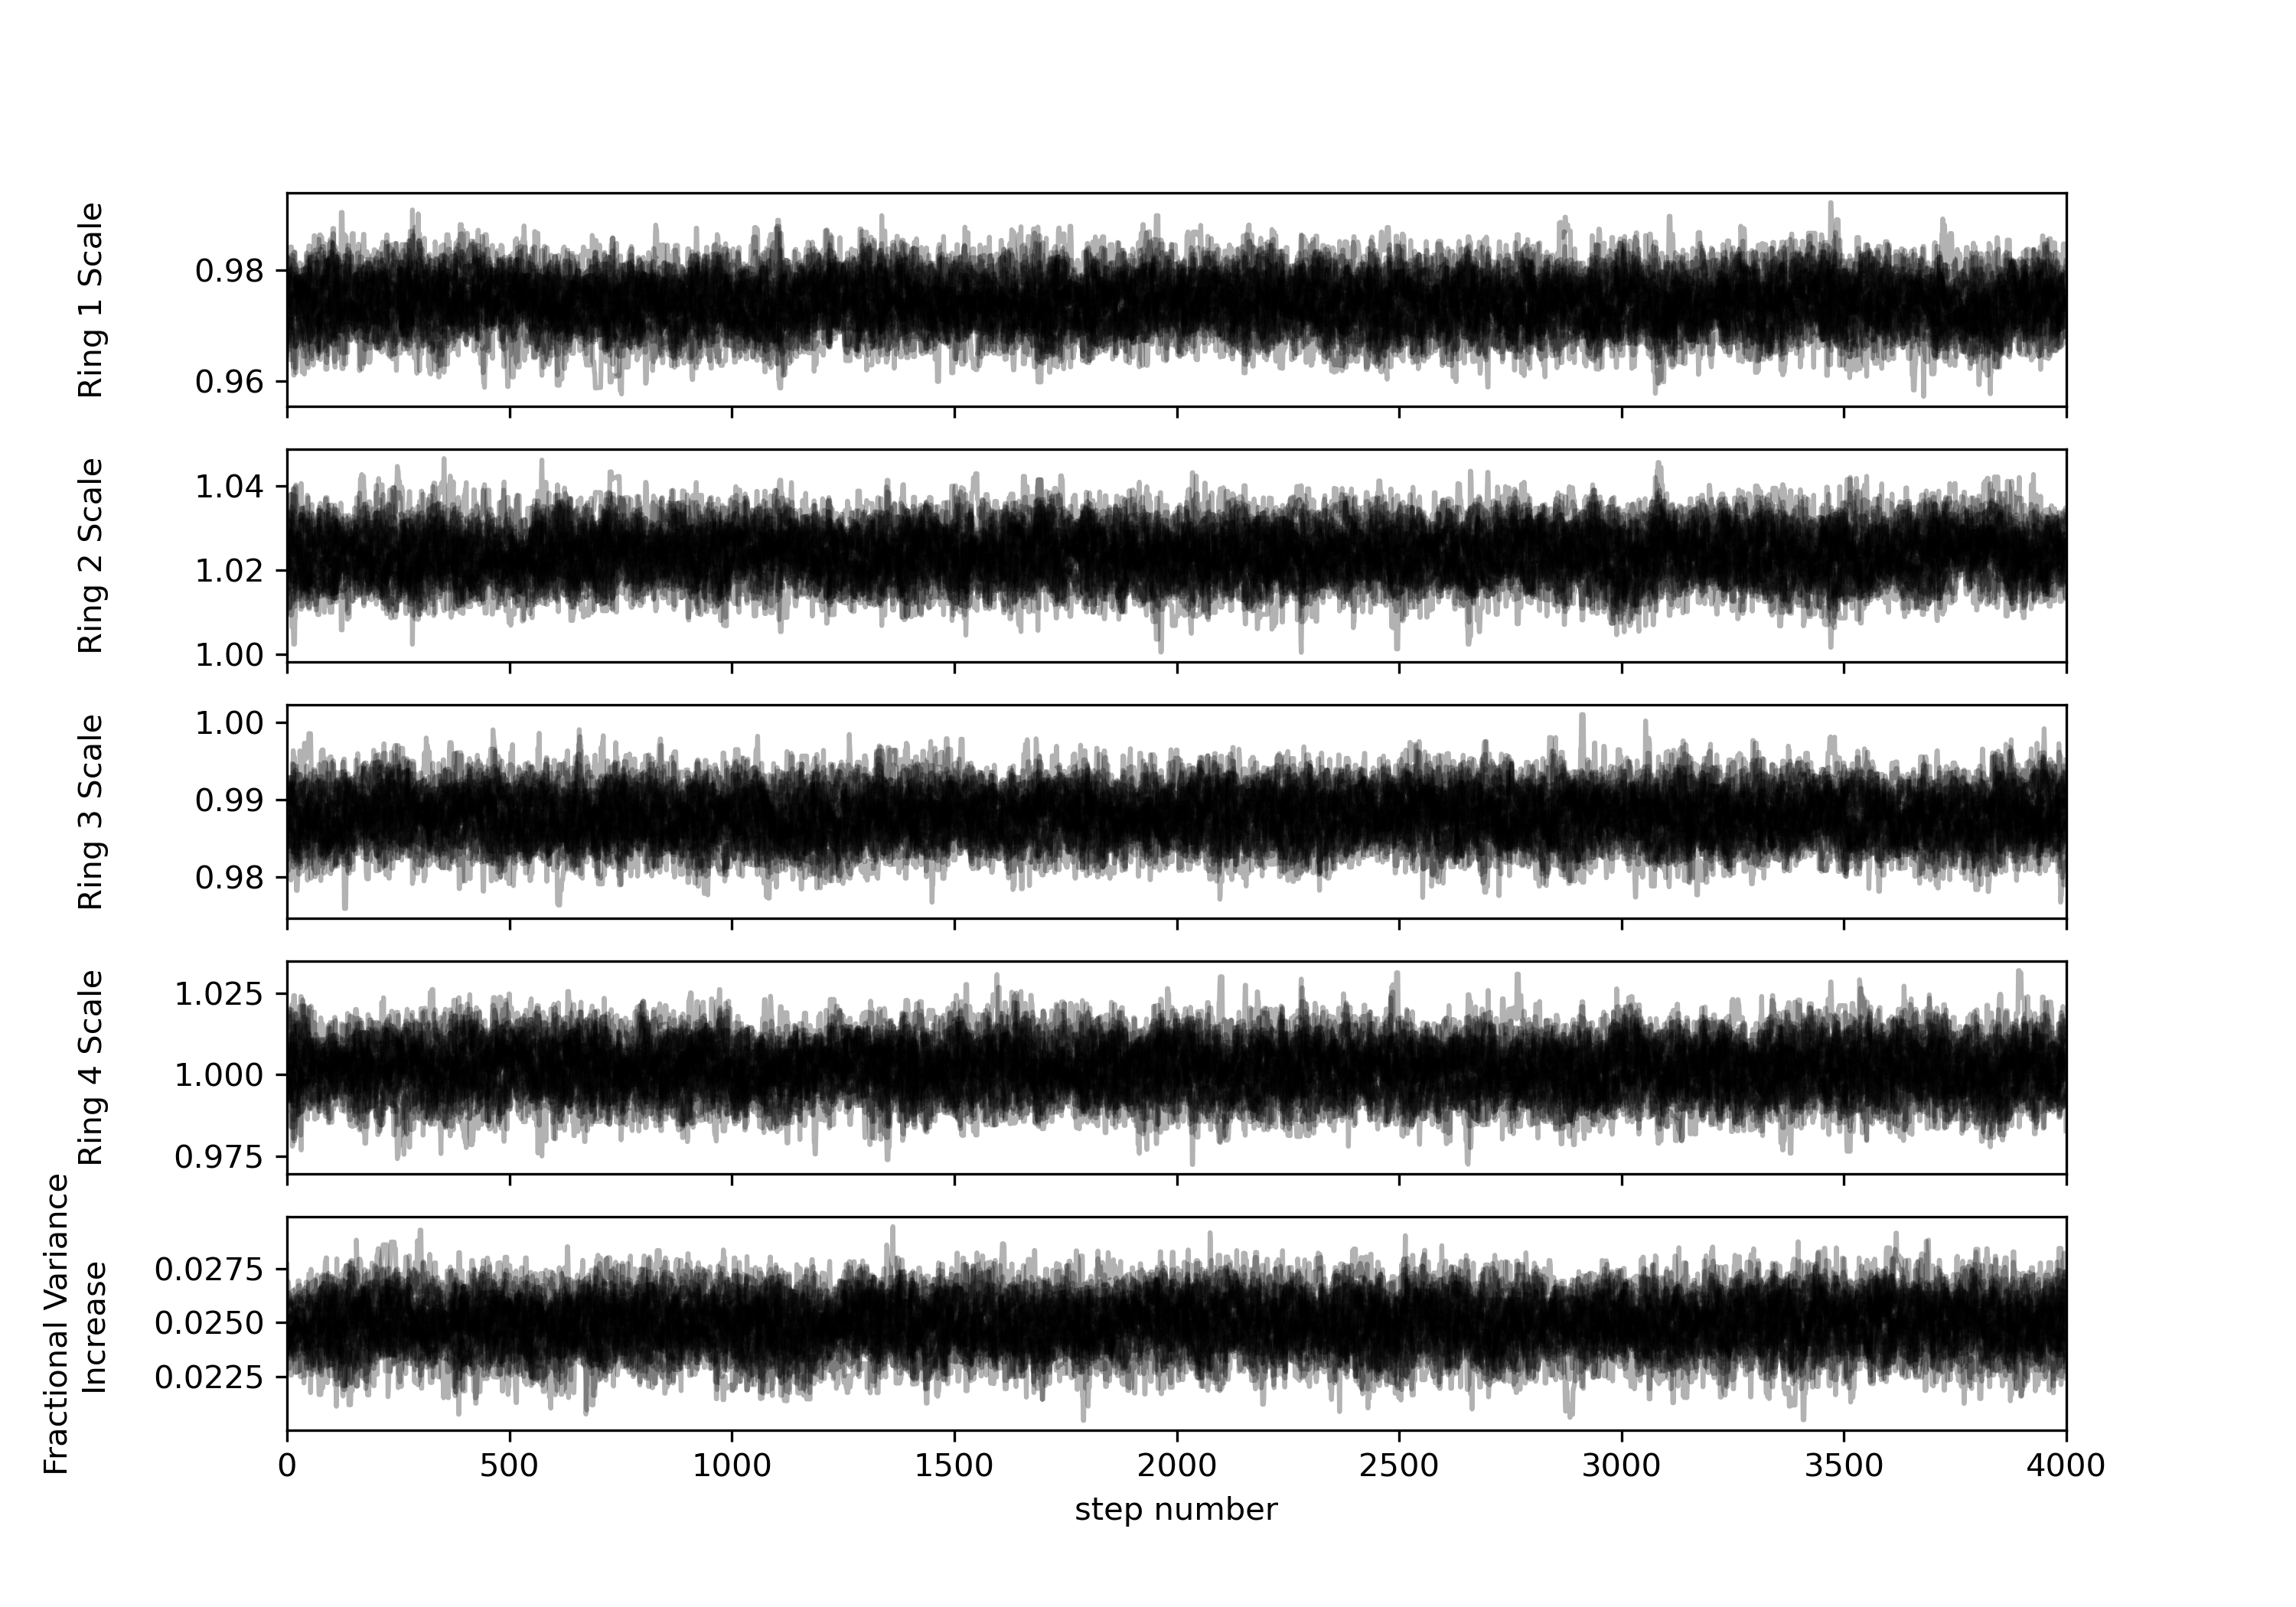 Ring 1 Scale
0.98
0.96
Ring 2 Scale
1.04
1.02
1.00
Ring 3 Scale
1.00
0.99
0.98
Ring 4 Scale
1.025
1.000
0.975
Fractional Variance
Increase
0.0275
0.0250
0.0225
0 500 1000 1500 2000 2500 3000 3500 4000
step number